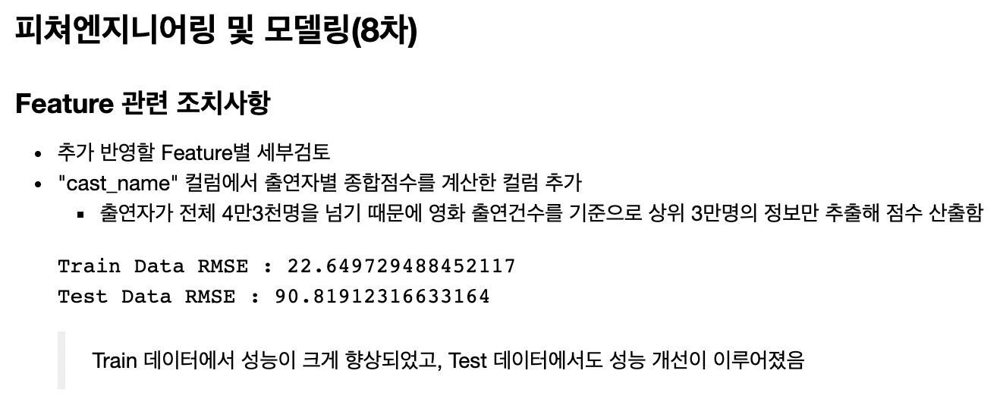 피쳐엔지니어링 및 모델링(8차)
Feature 관련 조치사항
추가 반영할 Feature별 세부검토
"cast_name" 컬럼에서 출연자별 종합점수를 계산한 컬럼 추가
출연자가 전체 4만3천명을 넘기 때문에 영화 출연건수를 기준으로 상위 3만명의 정보만 추출해 점수 산출함
Train Data RMSE : 22.649729488452117
Test Data RMSE : 90.81912316633164
Train 데이터에서 성능이 크게 향상되었고, Test 데이터에서도 성능 개선이 이루어졌음